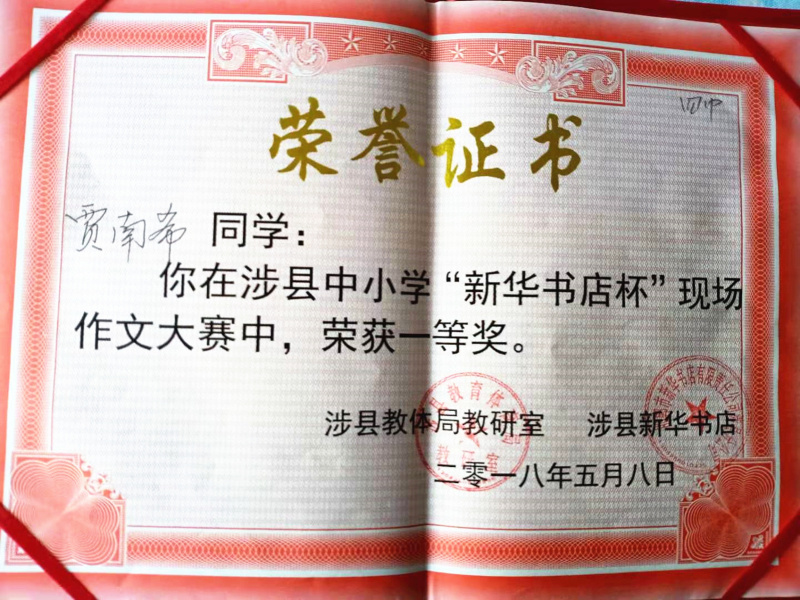 荣誉证书
四中
贾南希 同学：
你在涉县中小学“新华书店杯”现场
作文大赛中，荣获一等奖。
涉县教体局教研室 涉县新华书店
二零一八年五月八日